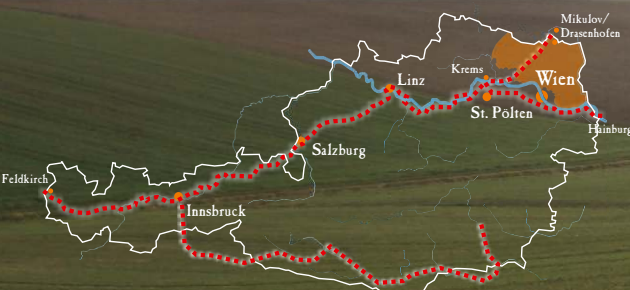 Mikulov/
Drasenhofen
Krems
Wien
Linz
St. Pölten
Hainburg
Salzburg
Feldkirch
Innsbruck